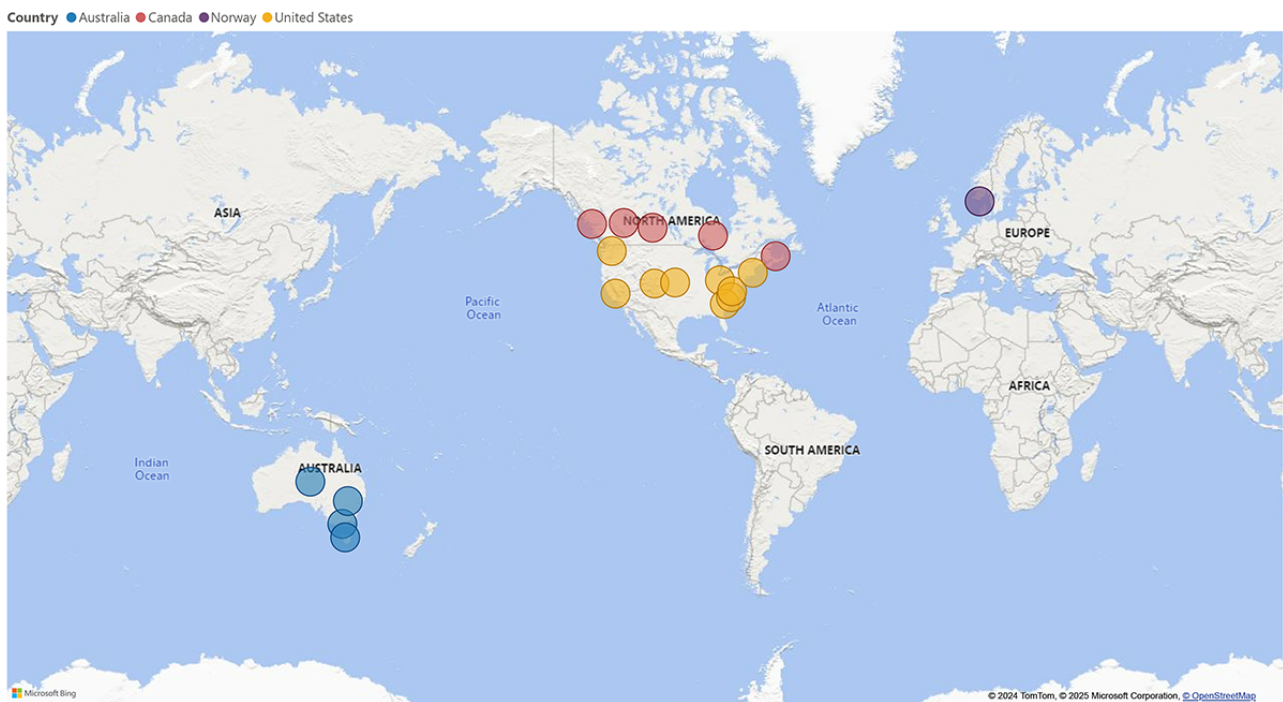 Country Australia Canada Norway United States
ASIA
NORTH AMERICA
EUROPE
Pacific
Ocean
Atlantic
Ocean
AFRICA
SOUTH AMERICA
Indian
Ocean
AUSTRALIA
Microsoft Bing
© 2024 TomTom, © 2025 Microsoft Corporation, © OpenStreetMap